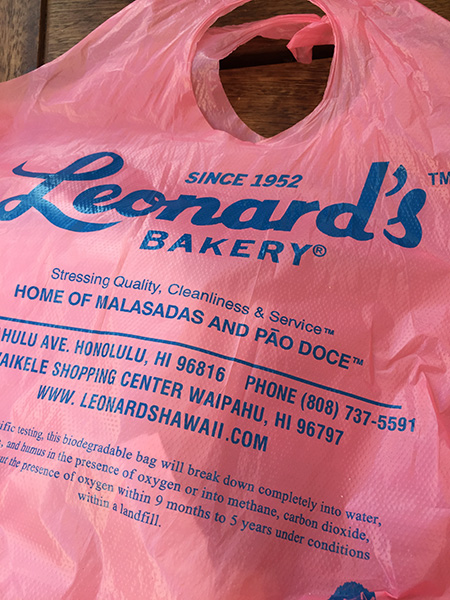 SINCE 1952
Leonard's™
BAKERY®
Stressing Quality, Cleanliness & Service™
HOME OF MALASADAS AND PÃO DOCE™
AVE. HONOLULU, HI 96816 PHONE (808) 737-5591
SHOPPING CENTER WAIPAHU, HI 96797
WWW. LEONARDSHAWAII.COM
testing, this biodegradable bag will break down completely into water,
and humus in the presence of oxygen or into methane, carbon dioxide,
the presence of oxygen within 9 months to 5 years under conditions
within a landfill.